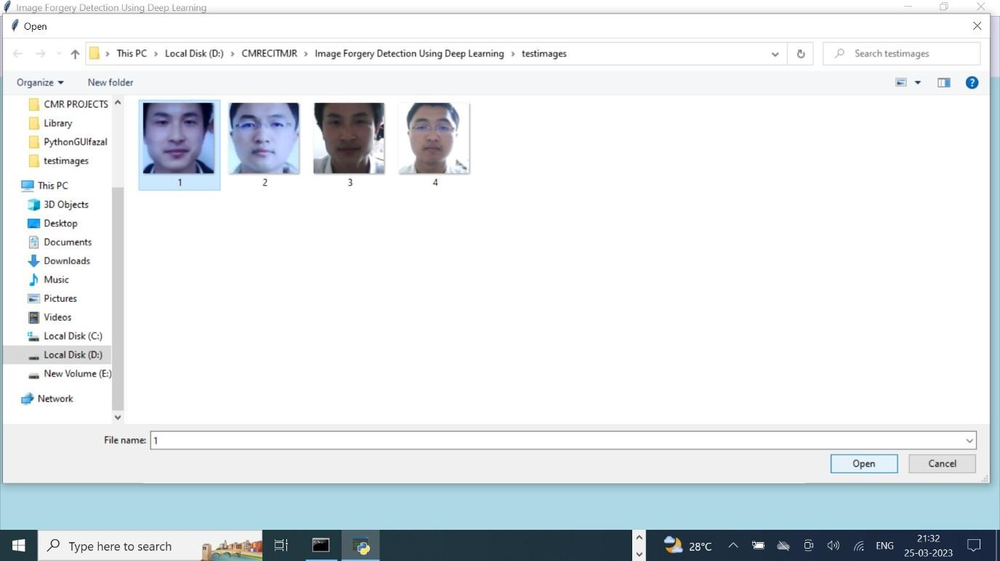 Image Forgery Detection Using Deep Learning
Open
This PC > Local Disk (D:) > CMRECITMJR > Image Forgery Detection Using Deep Learning > testimages
Search testimages
Organize
New folder
CMR PROJECTS
Library
PythonGUIfazal
testimages
This PC
3D Objects
Desktop
Documents
Downloads
Music
Pictures
Videos
Local Disk (C:)
Local Disk (D:)
New Volume (E:)
Network
1
2
3
4
File name: 1
Open
Cancel
Type here to search
28°C
ENG
21:32
25-03-2023